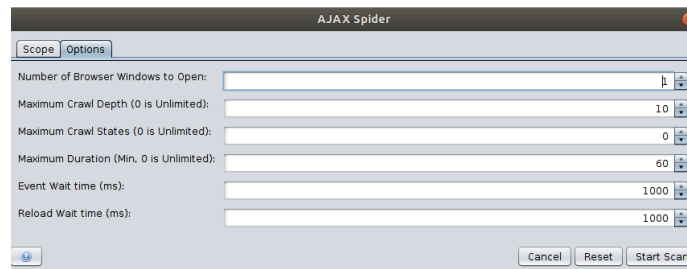 AJAX Spider
Scope Options
Number of Browser Windows to Open: 1
Maximum Crawl Depth (0 is Unlimited): 10
Maximum Crawl States (0 is Unlimited): 0
Maximum Duration (Min, 0 is Unlimited): 60
Event Wait time (ms): 1000
Reload Wait time (ms): 1000
Cancel Reset Start Scan